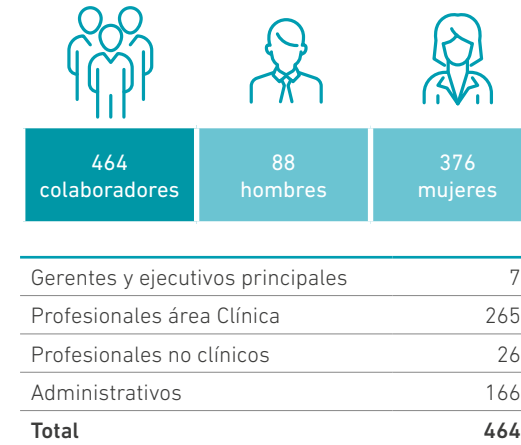 464
colaboradores
88
hombres
376
mujeres
Gerentes y ejecutivos principales 7
Profesionales área Clínica 265
Profesionales no clínicos 26
Administrativos 166
Total 464